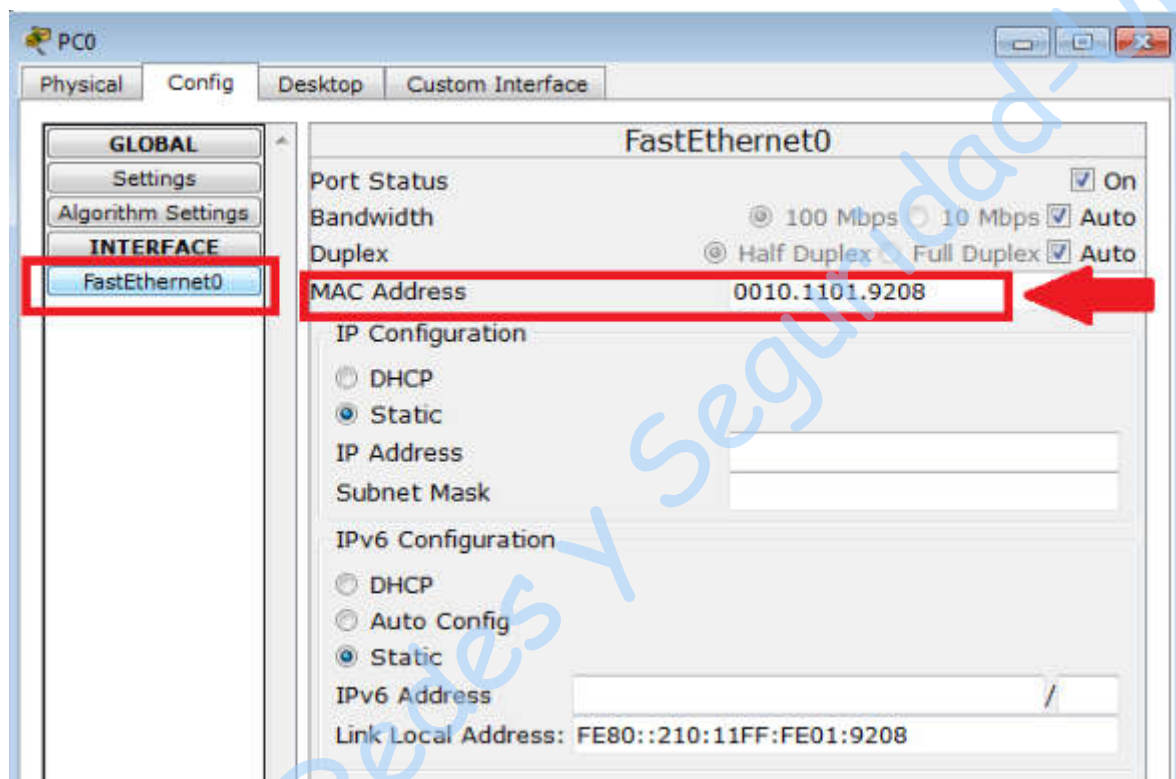 PC0
Physical Config Desktop Custom Interface
GLOBAL
Settings
Algorithm Settings
INTERFACE
FastEthernet0
FastEthernet0
Port Status On
Bandwidth 100 Mbps 10 Mbps Auto
Duplex Half Duplex Full Duplex Auto
MAC Address 0010.1101.9208
IP Configuration
DHCP
Static
IP Address
Subnet Mask
IPv6 Configuration
DHCP
Auto Config
Static
IPv6 Address /
Link Local Address: FE80::210:11FF:FE01:9208
Redes y Seguridad-U